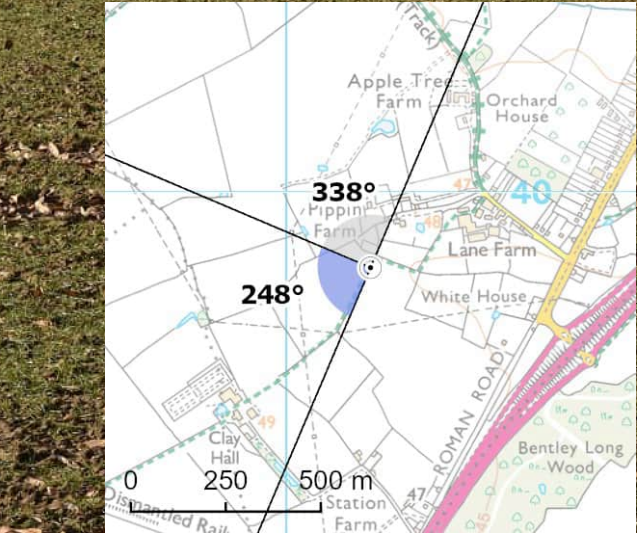 (Track)
Apple Tree
Farm
Orchard
House
338°
47
40
Pippin
Farm
48
Lane Farm
248°
White House
ROMAN ROAD
49
Clay
Hall
Bentley Long
Wood
0 250 500 m
47
Station
Farm
45
Dismantled Rail